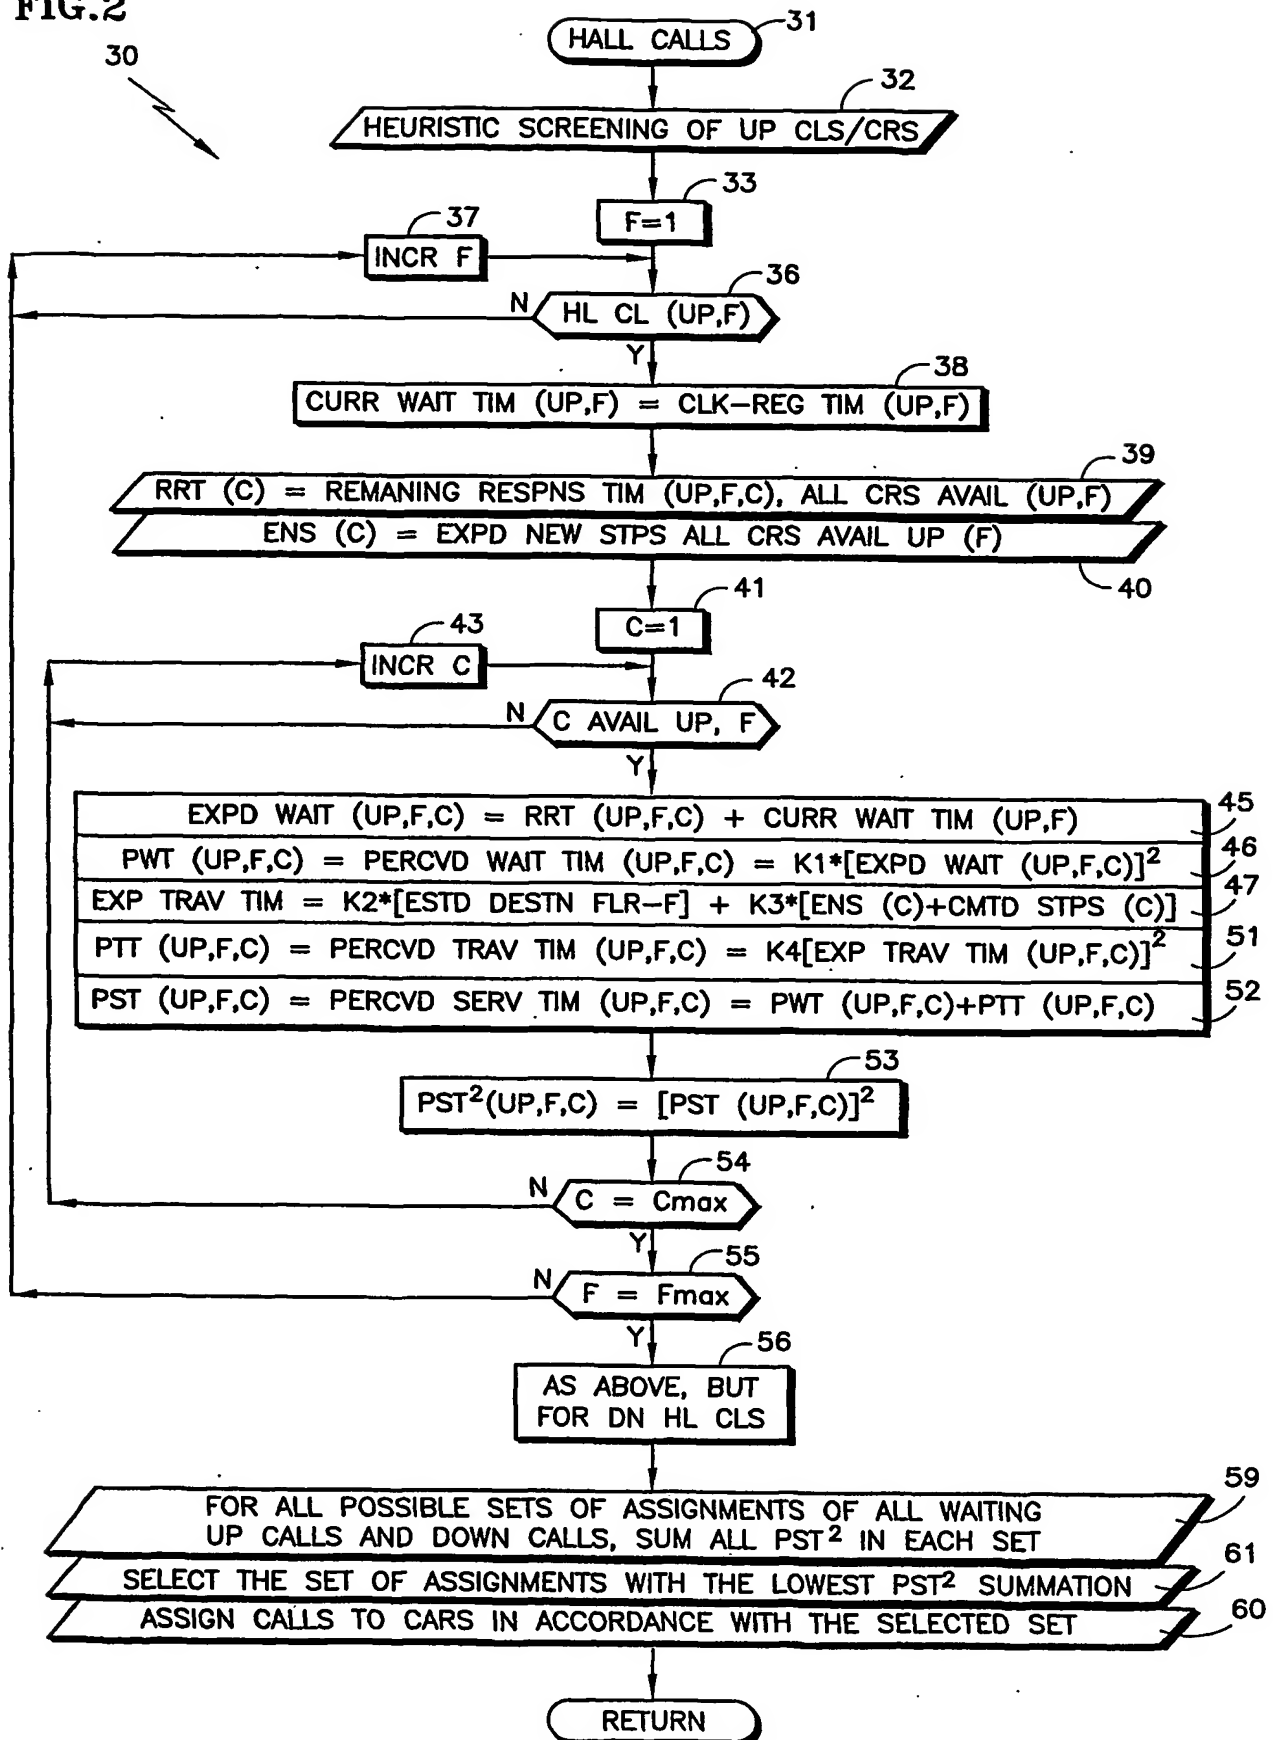 FIG.2
30
HALL CALLS
31
32
HEURISTIC SCREENING OF UP CLS/CRS
33
F=1
37
INCR F
36
HL CL (UP,F)
N
Y
38
CURR WAIT TIM (UP,F) = CLK-REG TIM (UP,F)
39
RRT (C) = REMANING RESPNS TIM (UP,F,C), ALL CRS AVAIL (UP,F)
ENS (C) = EXPD NEW STPS ALL CRS AVAIL UP (F)
40
41
C=1
43
INCR C
42
C AVAIL UP, F
N
Y
EXPD WAIT (UP,F,C) = RRT (UP,F,C) + CURR WAIT TIM (UP,F)
45
PWT (UP,F,C) = PERCVD WAIT TIM (UP,F,C) = K1*[EXPD WAIT (UP,F,C)]²
46
EXP TRAV TIM = K2*[ESTD DESTN FLR-F] + K3*[ENS (C)+CMTD STPS (C)]
47
PTT (UP,F,C) = PERCVD TRAV TIM (UP,F,C) = K4[EXP TRAV TIM (UP,F,C)]²
51
PST (UP,F,C) = PERCVD SERV TIM (UP,F,C) = PWT (UP,F,C)+PTT (UP,F,C)
52
53
PST²(UP,F,C) = [PST (UP,F,C)]²
54
N
C = Cmax
Y
55
N
F = Fmax
Y
56
AS ABOVE, BUT
FOR DN HL CLS
59
FOR ALL POSSIBLE SETS OF ASSIGNMENTS OF ALL WAITING
UP CALLS AND DOWN CALLS, SUM ALL PST² IN EACH SET
61
SELECT THE SET OF ASSIGNMENTS WITH THE LOWEST PST² SUMMATION
ASSIGN CALLS TO CARS IN ACCORDANCE WITH THE SELECTED SET
60
RETURN